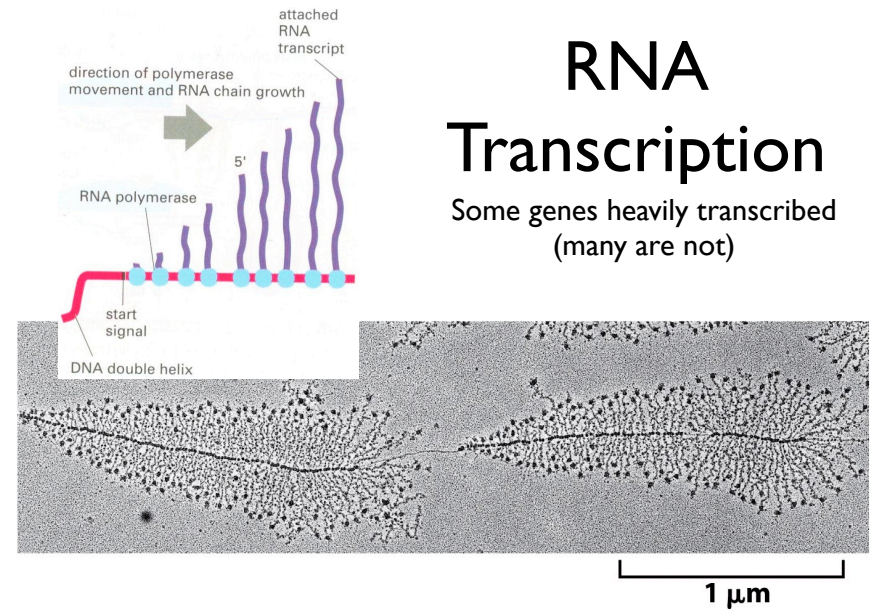 attached
RNA
transcript
direction of polymerase
movement and RNA chain growth
5'
RNA polymerase
start
signal
DNA double helix
RNA
Transcription
Some genes heavily transcribed
(many are not)
1 μm